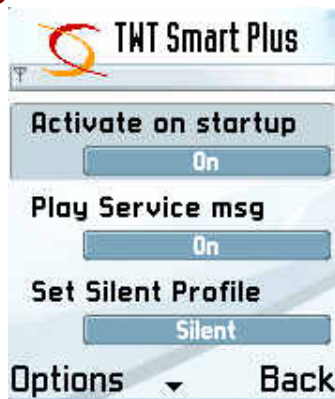 TWT Smart Plus
Activate on startup
On
Play Service msg
On
Set Silent Profile
Silent
Options Back